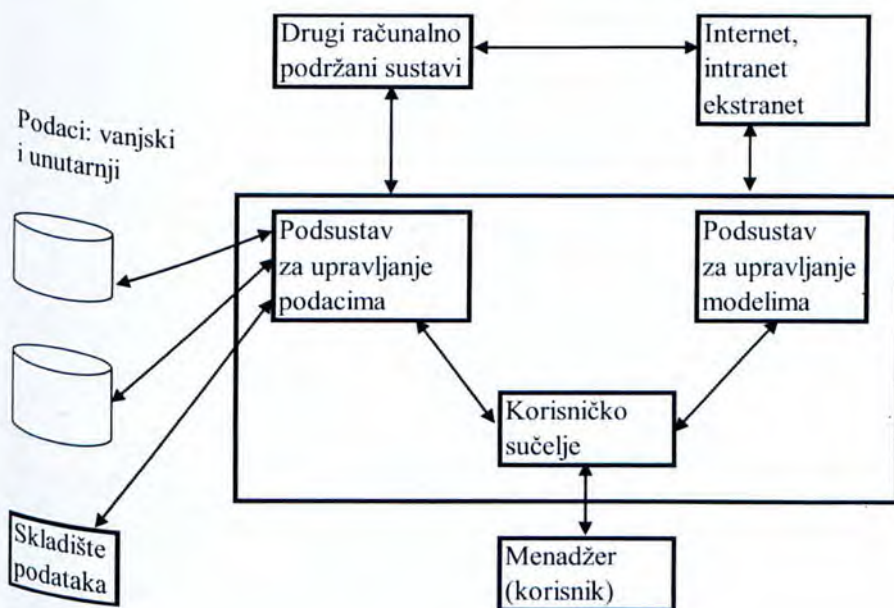 Drugi računalno
podržani sustavi
Internet,
intranet
ekstranet
Podaci: vanjski
i unutarnji
Podsustav
za upravljanje
podacima
Podsustav
za upravljanje
modelima
Korisničko
sučelje
Skladište
podataka
Menadžer
(korisnik)